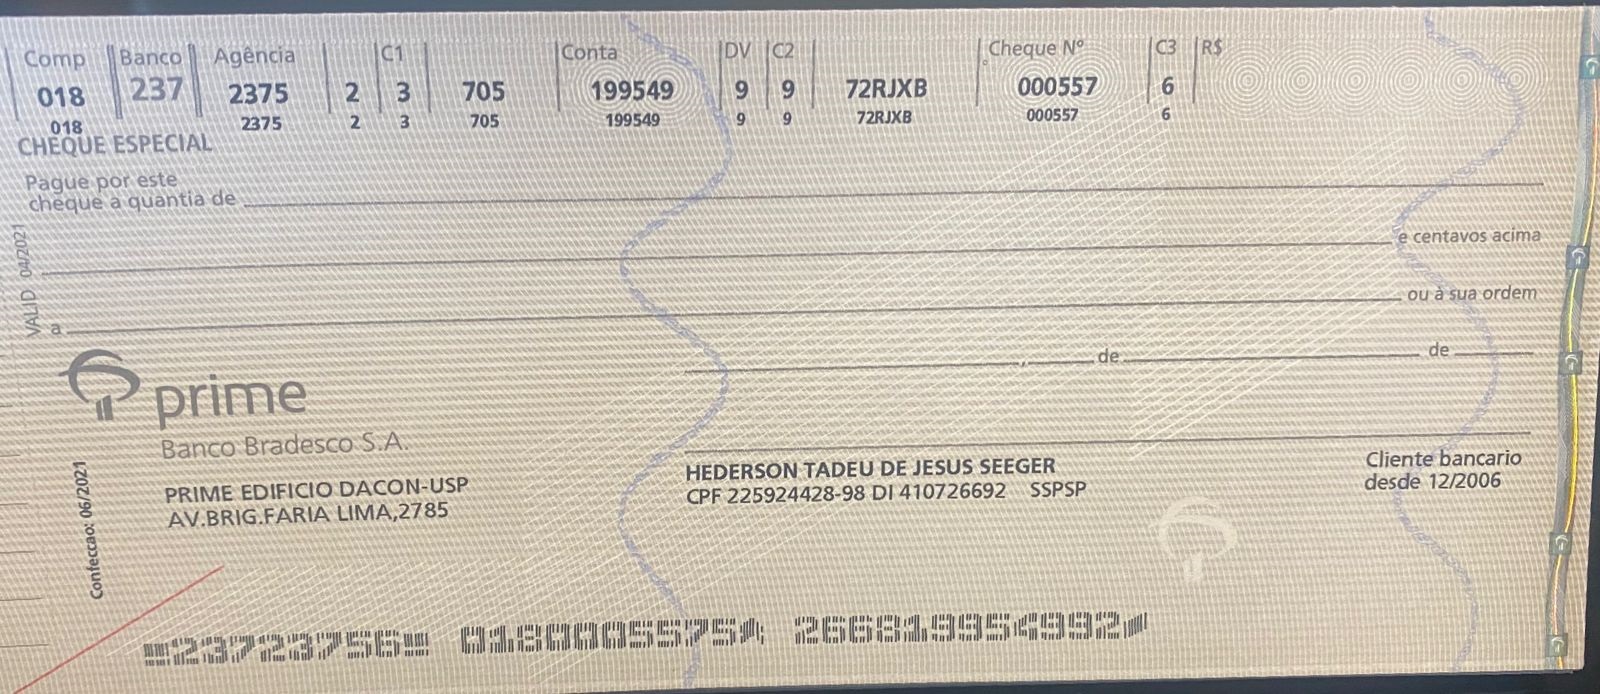 Comp Banco Agência C1 Conta DV C2 Cheque Nº C3 R$
018 237 2375 2 3 705 199549 9 9 72RJXB 000557 6
018 2375 2 3 705 199549 9 9 72RJXB 000557 6
CHEQUE ESPECIAL
Pague por este
cheque a quantia de
e centavos acima
a ou à sua ordem
VALID 04/2021
, de de
prime
Banco Bradesco S.A.
PRIME EDIFICIO DACON-USP
AV.BRIG.FARIA LIMA,2785
Confeccao: 06/2021
HEDERSON TADEU DE JESUS SEEGER
CPF 225924428-98 DI 410726692 SSPSP
Cliente bancario
desde 12/2006
23723756 0180005575 266819954992